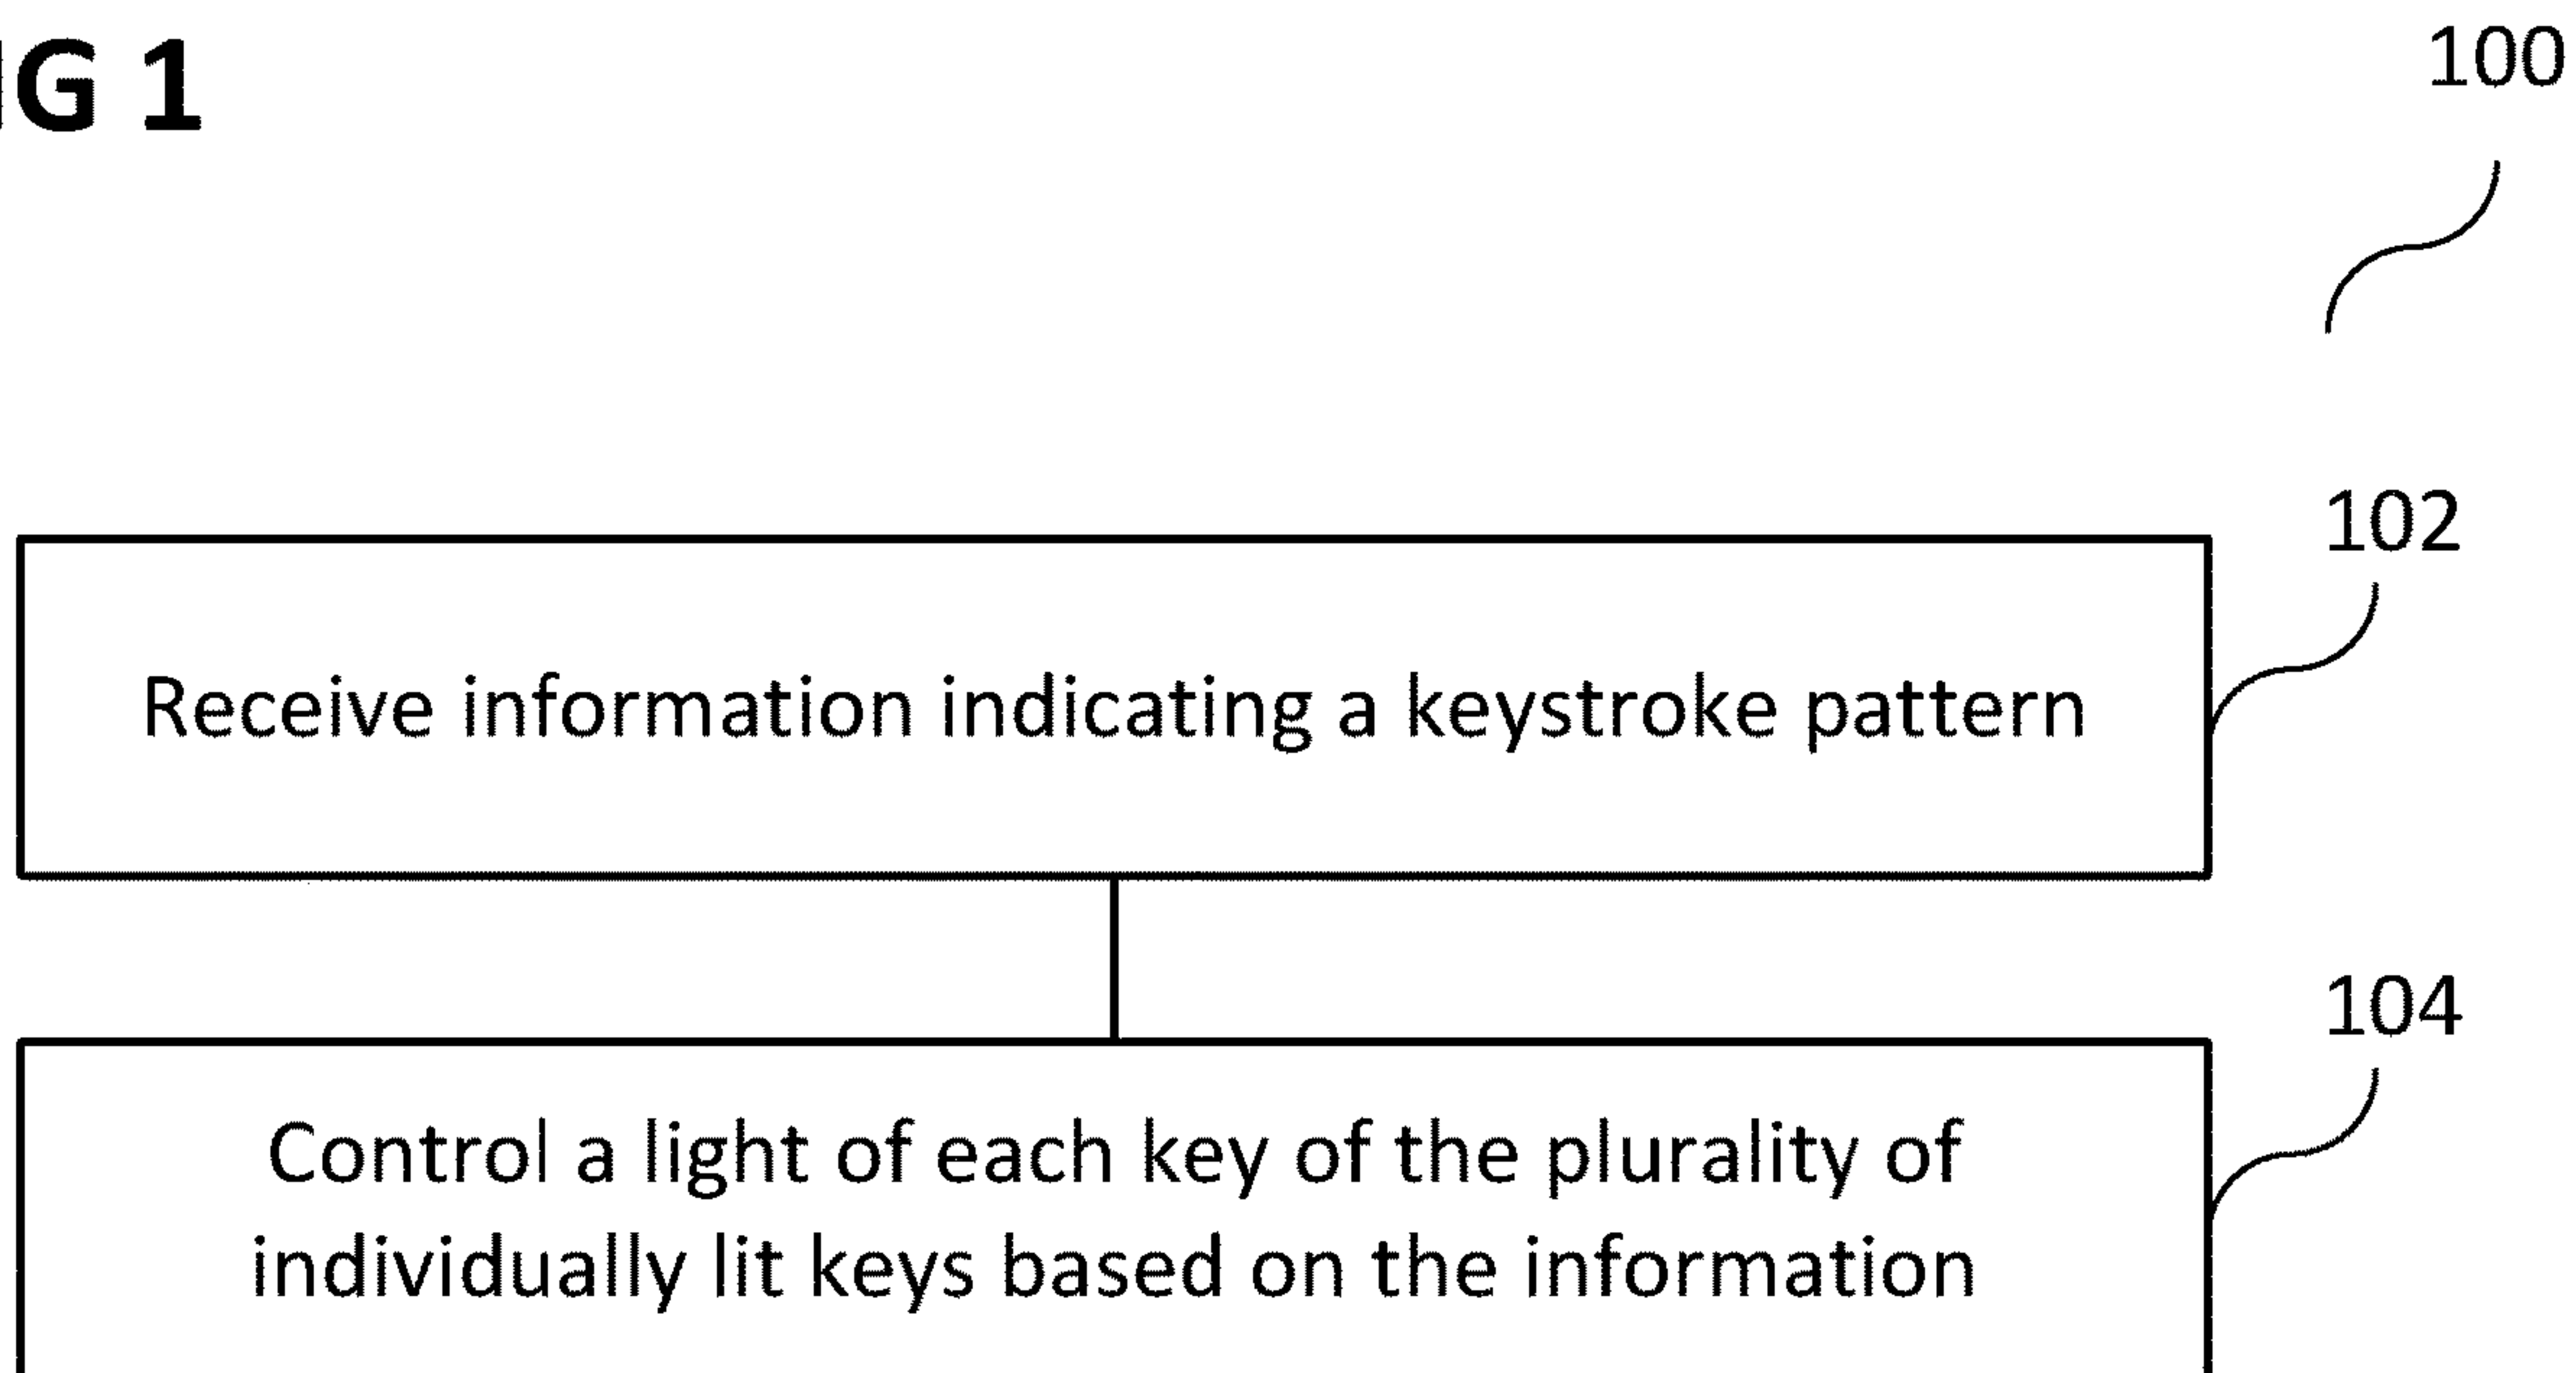 IG 1
100
102
Receive information indicating a keystroke pattern
104
Control a light of each key of the plurality of
individually lit keys based on the information